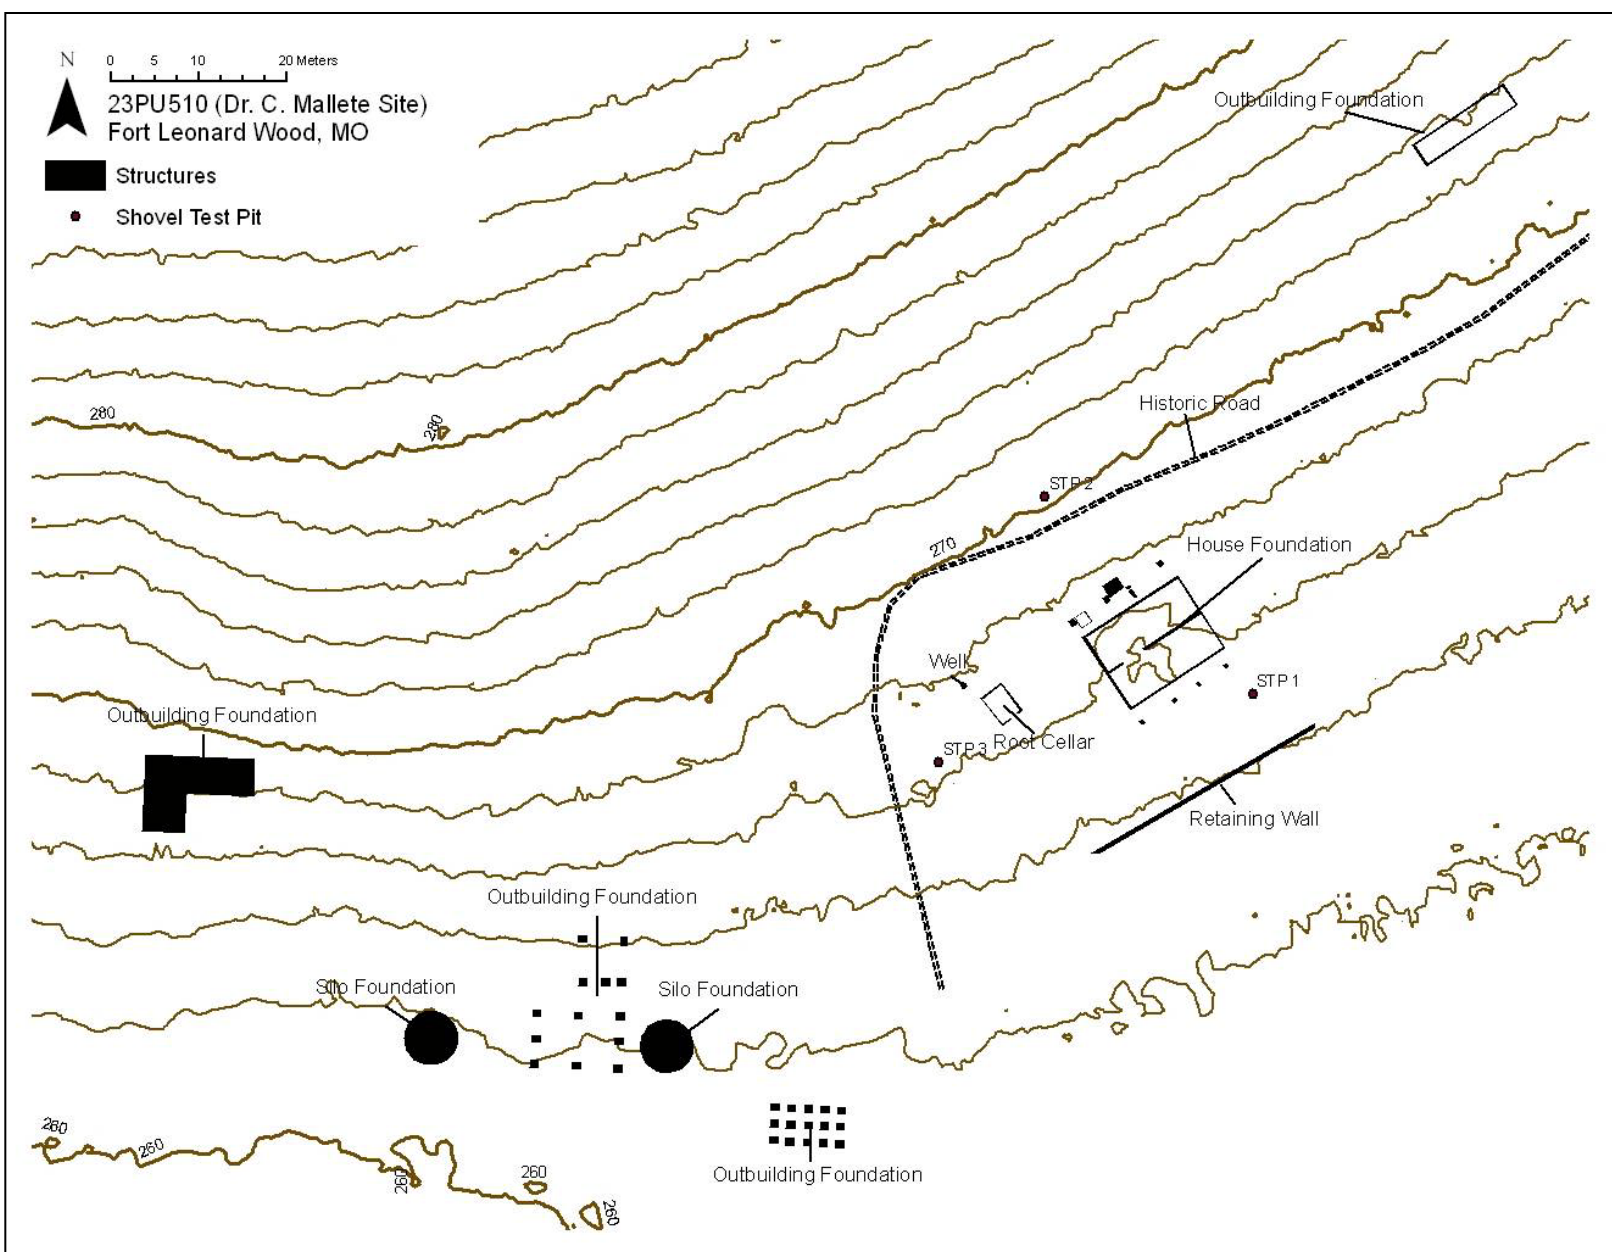 N
0 5 10 20 Meters
23PU510 (Dr. C. Mallete Site)
Fort Leonard Wood, MO
Structures
Shovel Test Pit
Outbuilding Foundation
280
280
Historic Road
STP 2
270
House Foundation
Well
STP 1
Outbuilding Foundation
STP 3
Root Cellar
Retaining Wall
Outbuilding Foundation
Silo Foundation
Silo Foundation
260
260
260
260
260
Outbuilding Foundation